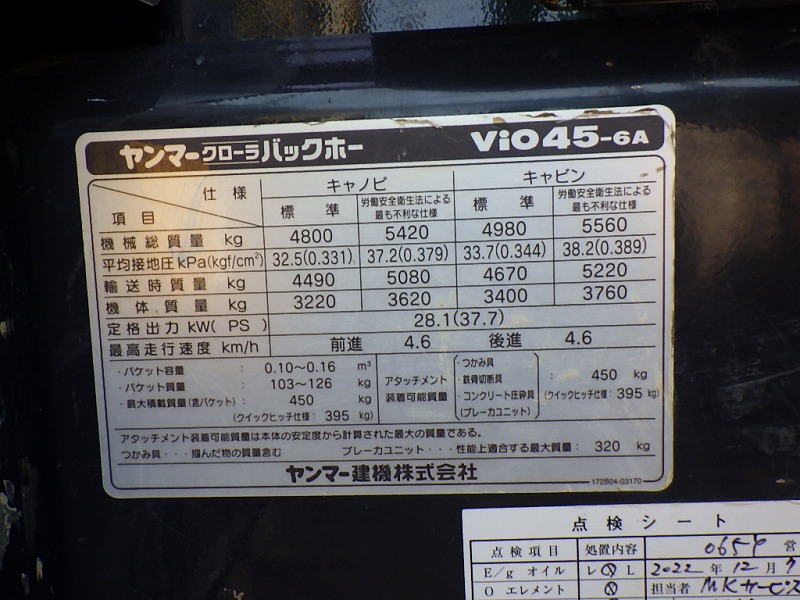 ヤンマークローラバックホー ViO45-6A
仕様 キャノピ キャビン
項目 標準 労働安全衛生法による最も不利な仕様 標準 労働安全衛生法による最も不利な仕様
機械総質量 kg 4800 5420 4980 5560
平均接地圧 kPa(kgf/cm²) 32.5(0.331) 37.2(0.379) 33.7(0.344) 38.2(0.389)
輸送時質量 kg 4490 5080 4670 5220
機体質量 kg 3220 3620 3400 3760
定格出力 kW( PS ) 28.1(37.7)
最高走行速度 km/h 前進 4.6 後進 4.6
・バケット容量 0.10〜0.16 m³
・バケット質量 103〜126 kg
・最大積載質量(含バケット) : 450 kg
(クイックヒッチ仕様 : 395 kg)
アタッチメント装着可能質量
・つかみ具
・鉄骨切断具
・コンクリート圧砕具
(ブレーカユニット)
: 450 kg
(クイックヒッチ仕様 : 395 kg)
アタッチメント装着可能質量は本体の安定度から計算された最大の質量である。
つかみ具・・・掴んだ物の質量含む ブレーカユニット・・・性能上適合する最大質量 : 320 kg
ヤンマー建機株式会社
172B04-03170
点検シート
点検項目 処置内容 0654 営
E/g オイル レ L 2022 年 12 月
O エレメント 担当者 MKサービス